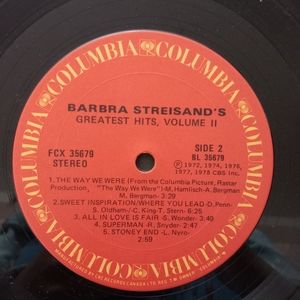 COLUMBIA COLUMBIA COLUMBIA COLUMBIA COLUMBIA COLUMBIA
BARBRA STREISAND'S
GREATEST HITS, VOLUME II
FCX 35679
STEREO
SIDE 2
BL 35679
Ⓟ
1972, 1974, 1976,
1977, 1978 CBS Inc.
1. THE WAY WE WERE (From the Columbia Picture, Rastar
Production, "The Way We Were")-M. Hamlisch-A. Bergman
M. Bergman 3:29
2. SWEET INSPIRATION/WHERE YOU LEAD-D. Penn-
S. Oldham/-C. King-T. Stern- 6:25
3. ALL IN LOVE IS FAIR-S. Wonder- 3:40
4. SUPERMAN -R. Snyder- 2:47
5. STONEY END -L. Nyro-
2:59